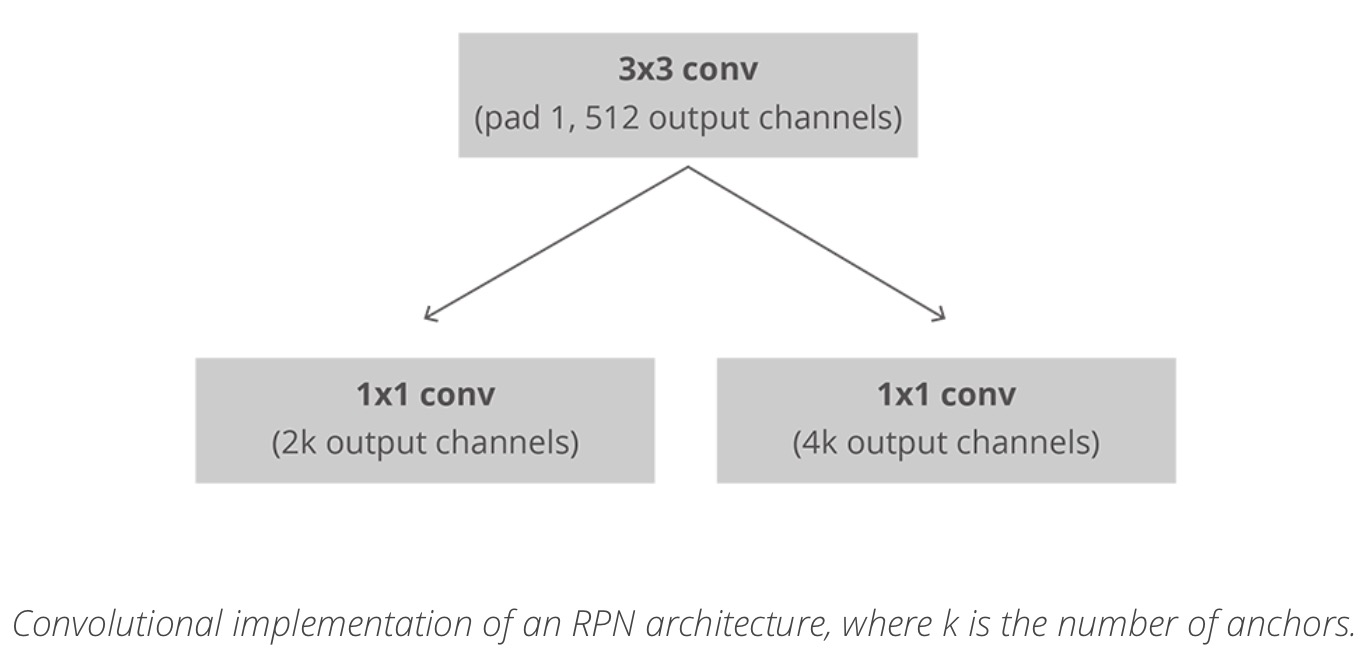 3x3 conv
(pad 1, 512 output channels)
1x1 conv
(2k output channels)
1x1 conv
(4k output channels)
Convolutional implementation of an RPN architecture, where k is the number of anchors.